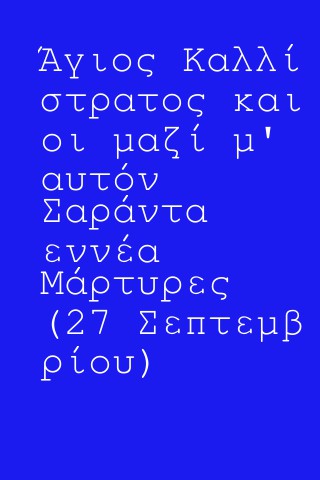 Άγιος Καλλί
στρατος και
οι μαζί μ'
αυτόν
Σαράντα
εννέα
Μάρτυρες
(27 Σεπτεμβ
ρίου)